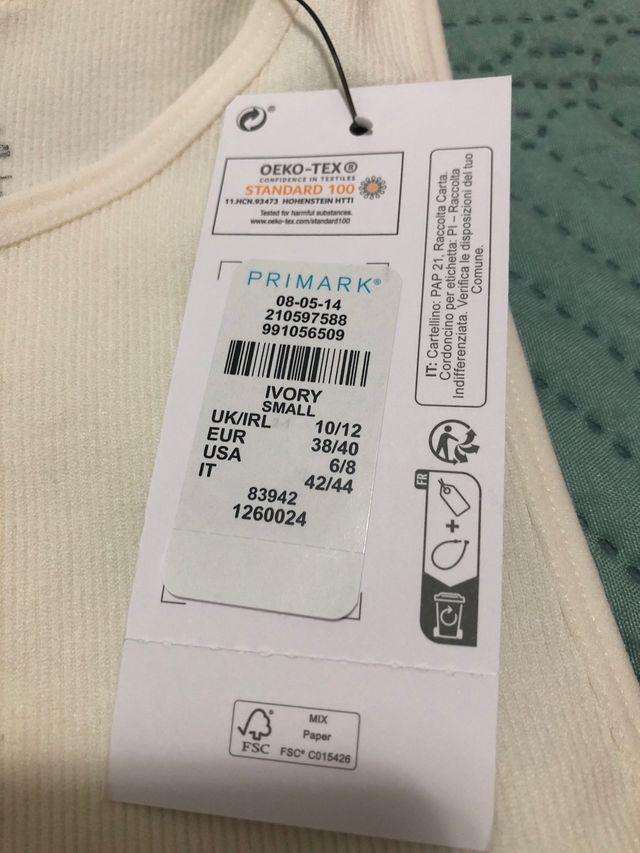 OEKO-TEX®
CONFIDENCE IN TEXTILES
STANDARD 100
11.HCN.93473 HOHENSTEIN HTTI
Tested for harmful substances.
www.oeko-tex.com/standard100
PRIMARK®
08-05-14
210597588
991056509
IVORY
SMALL
UK/IRL 10/12
EUR 38/40
USA 6/8
IT 42/44
83942
1260024
IT: Cartellino: PAP 21, Raccolta Carta.
Cordoncino per etichetta: PI – Raccolta
Indifferenziata. Verifica le disposizioni del tuo
Comune.
FR
+
FSC
MIX
Paper
FSC® C015426